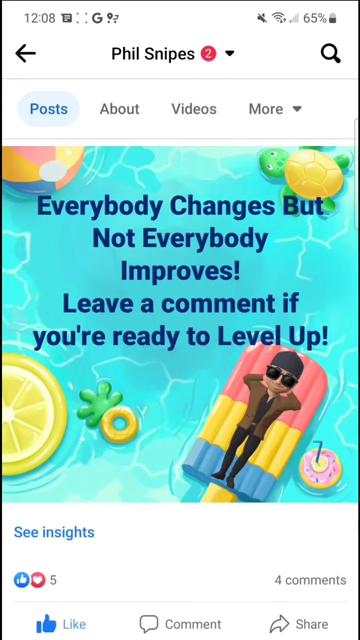 12:08
65%
Phil Snipes 2
Posts About Videos More
Everybody Changes But
Not Everybody
Improves!
Leave a comment if
you're ready to Level Up!
See insights
5 4 comments
Like Comment Share